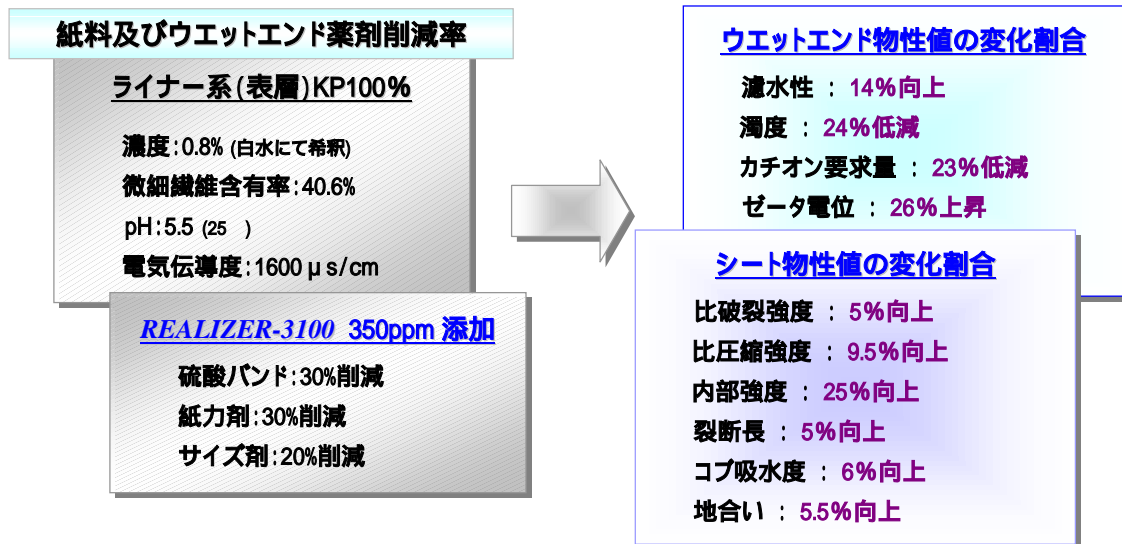 紙料及びウエットエンド薬剤削減率
ライナー系(表層)KP100%
濃度:0.8% (白水にて希釈)
微細繊維含有率:40.6%
pH:5.5 (25 )
電気伝導度:1600μs/cm
REALIZER-3100 350ppm 添加
硫酸バンド:30%削減
紙力剤:30%削減
サイズ剤:20%削減
ウエットエンド物性値の変化割合
濾水性 : 14%向上
濁度 : 24%低減
カチオン要求量 : 23%低減
ゼータ電位 : 26%上昇
シート物性値の変化割合
比破裂強度 : 5%向上
比圧縮強度 : 9.5%向上
内部強度 : 25%向上
裂断長 : 5%向上
コブ吸水度 : 6%向上
地合い : 5.5%向上